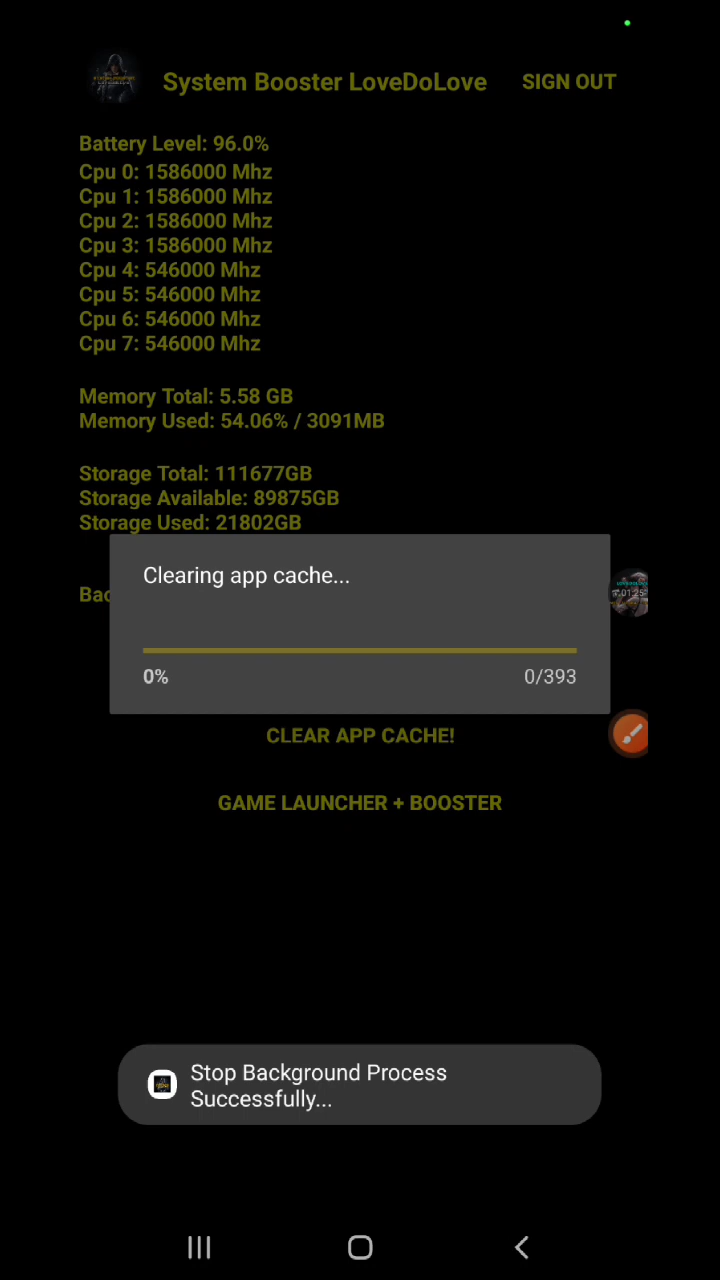 System Booster LoveDoLove
SIGN OUT
Battery Level: 96.0%
Cpu 0: 1586000 Mhz
Cpu 1: 1586000 Mhz
Cpu 2: 1586000 Mhz
Cpu 3: 1586000 Mhz
Cpu 4: 546000 Mhz
Cpu 5: 546000 Mhz
Cpu 6: 546000 Mhz
Cpu 7: 546000 Mhz
Memory Total: 5.58 GB
Memory Used: 54.06% / 3091MB
Storage Total: 111677GB
Storage Available: 89875GB
Storage Used: 21802GB
Clearing app cache...
Bac
01:25
0%
0/393
CLEAR APP CACHE!
GAME LAUNCHER + BOOSTER
Stop Background Process
Successfully...